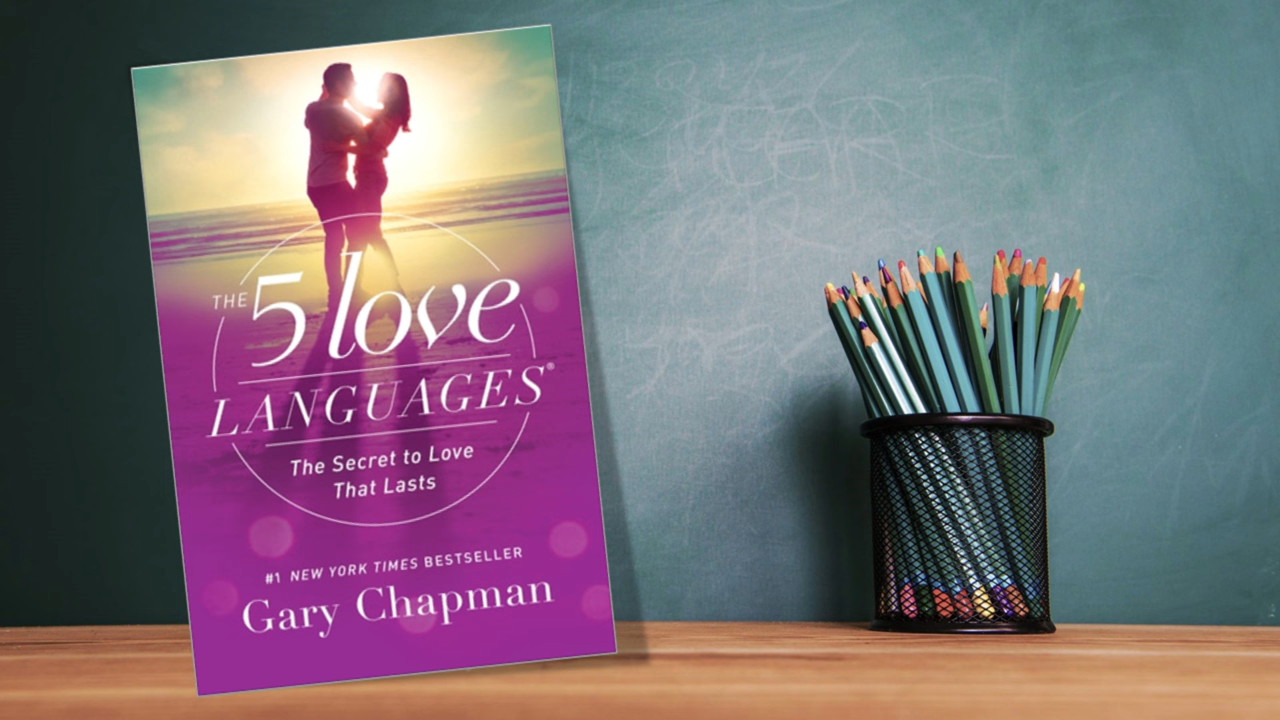 THE 5 love
LANGUAGES®
The Secret to Love
That Lasts
#1 NEW YORK TIMES BESTSELLER
Gary Chapman